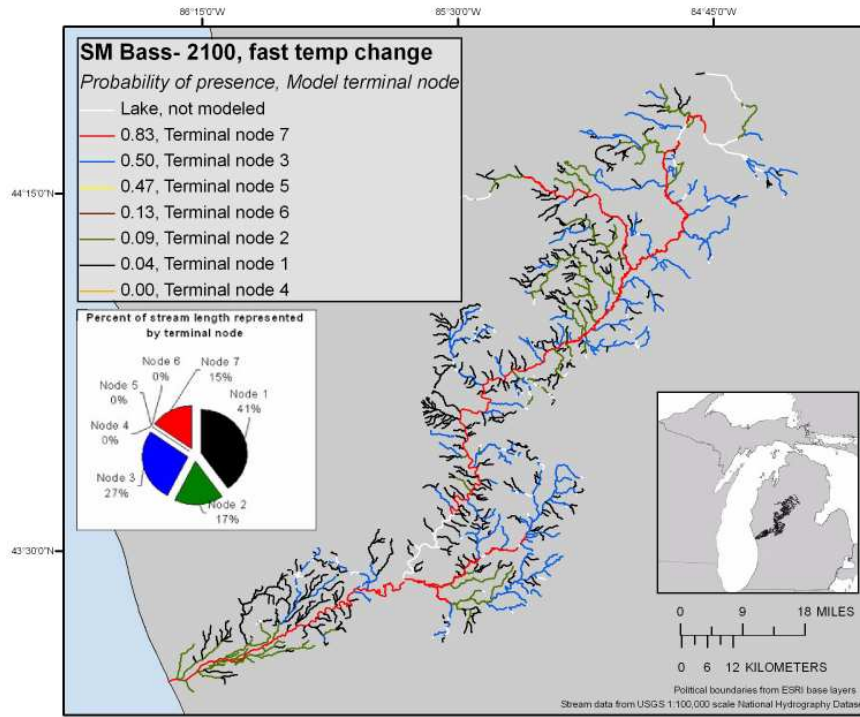 86°15'0"W 85°30'0"W 84°45'0"W
SM Bass- 2100, fast temp change
Probability of presence, Model terminal node
Lake, not modeled
0.83, Terminal node 7
0.50, Terminal node 3
0.47, Terminal node 5
0.13, Terminal node 6
0.09, Terminal node 2
0.04, Terminal node 1
0.00, Terminal node 4
44°15'0"N
Percent of stream length represented
by terminal node
Node 6
0%
Node 7
15%
Node 5
0%
Node 1
41%
Node 4
0%
Node 3
27%
Node 2
17%
43°30'0"N
0 9 18 MILES
0 6 12 KILOMETERS
Political boundaries from ESRI base layers
Stream data from USGS 1:100,000 scale National Hydrography Datase